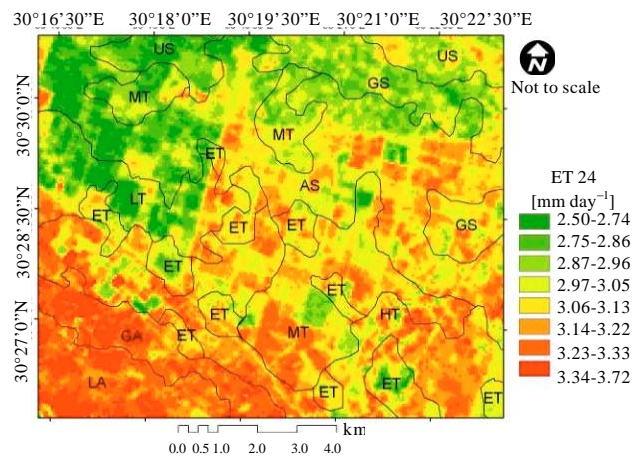 30°16'30”E 30°18'0”E 30°19'30”E 30°21'0”E 30°22'30”E
N
Not to scale
30°30'0”N
30°28'30”N
30°27'0”N
US
US
MT
GS
MT
ET
AS
LT
ET
ET
ET
GS
ET
ET
ET
HT
ET
GA
MT
LA
ET
ET
ET
ET 24
[mm day⁻¹]
2.50-2.74
2.75-2.86
2.87-2.96
2.97-3.05
3.06-3.13
3.14-3.22
3.23-3.33
3.34-3.72
km
0.0 0.5 1.0 2.0 3.0 4.0